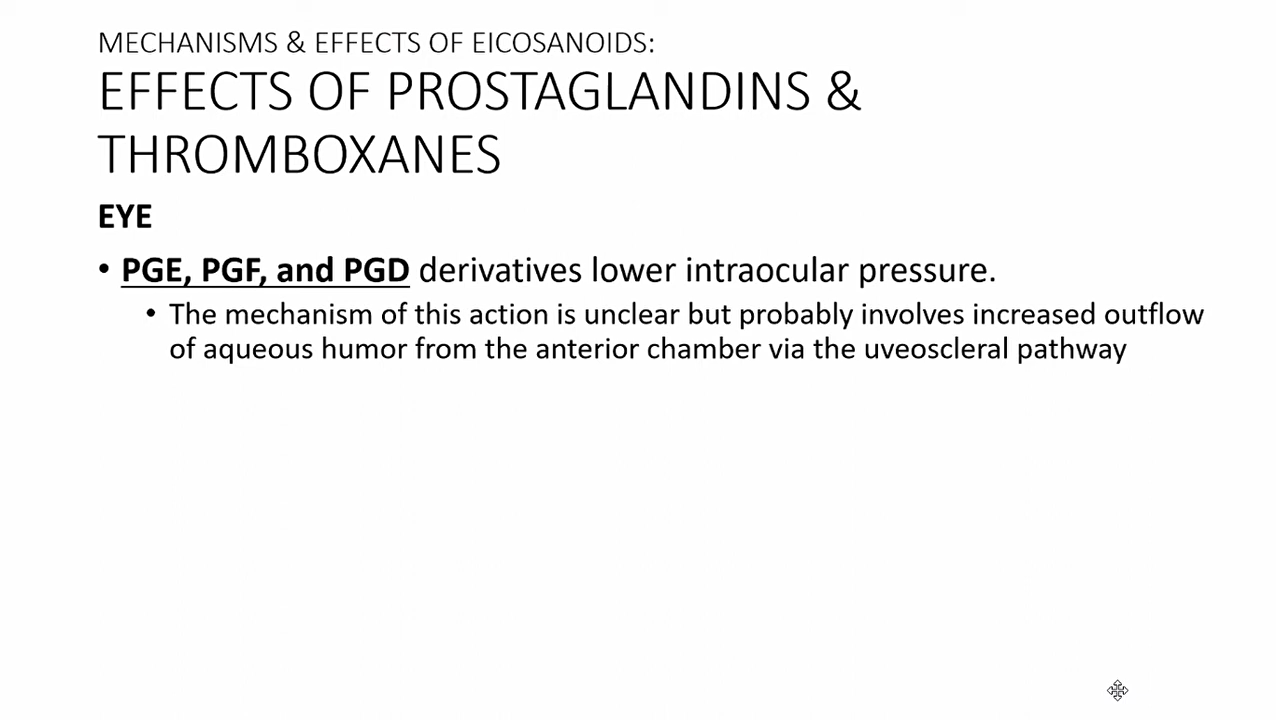 MECHANISMS & EFFECTS OF EICOSANOIDS:
EFFECTS OF PROSTAGLANDINS &
THROMBOXANES
EYE
• PGE, PGF, and PGD derivatives lower intraocular pressure.
• The mechanism of this action is unclear but probably involves increased outflow
of aqueous humor from the anterior chamber via the uveoscleral pathway